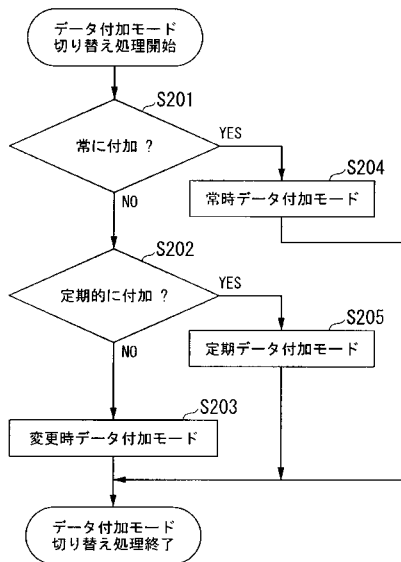 データ付加モード
切り替え処理開始
S201
常に付加 ?
YES
NO
S204
常時データ付加モード
S202
定期的に付加 ?
YES
NO
S205
定期データ付加モード
S203
変更時データ付加モード
データ付加モード
切り替え処理終了